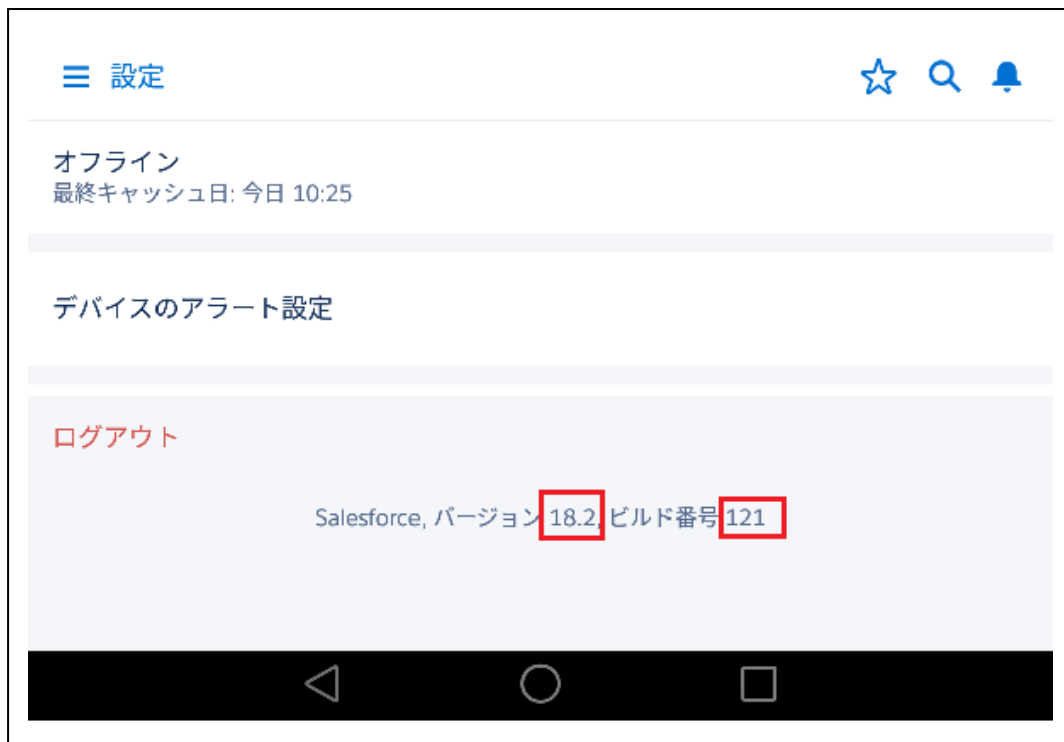 設定
オフライン
最終キャッシュ日: 今日 10:25
デバイスのアラート設定
ログアウト
Salesforce, バージョン 18.2, ビルド番号 121